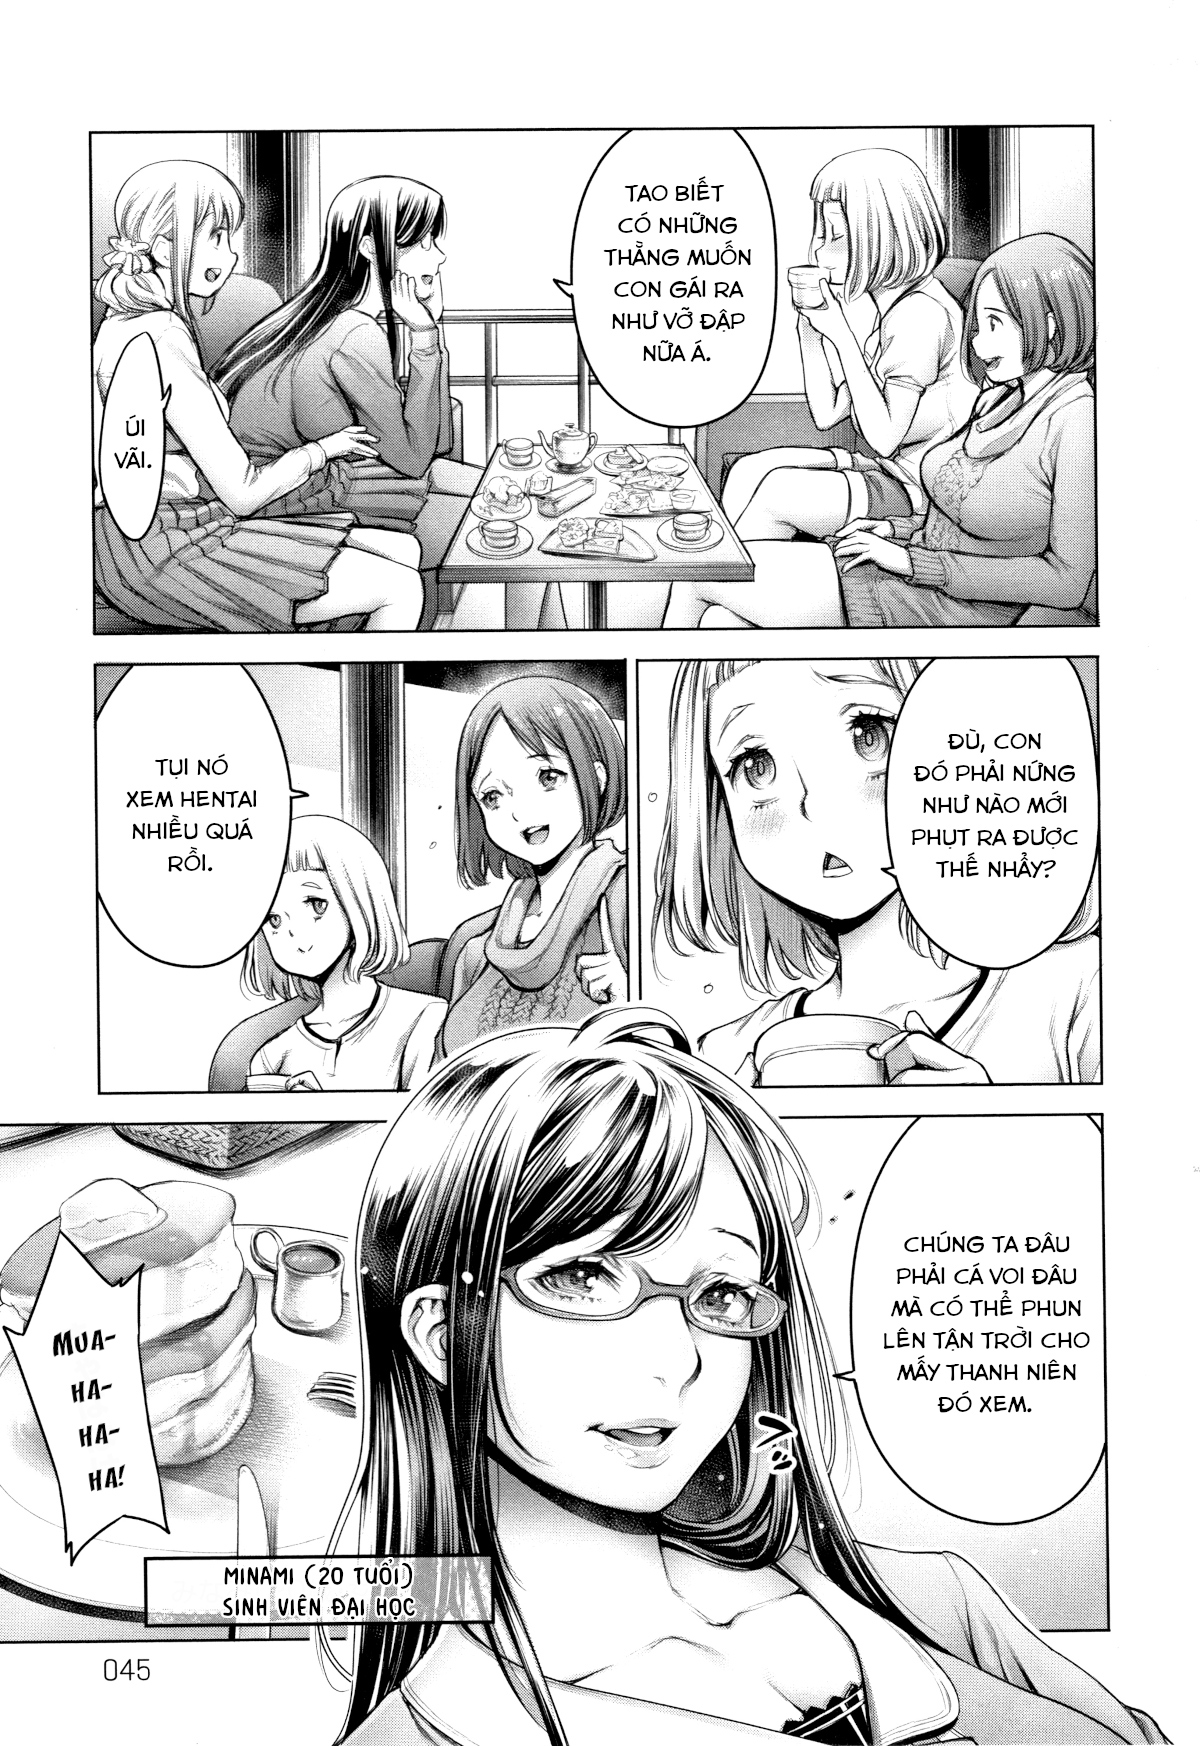 TAO BIẾT
CÓ NHỮNG
THẰNG MUỐN
CON GÁI RA
NHƯ VỠ ĐẬP
NỮA Á.
ÚI
VÃI.
ĐÙ, CON
ĐÓ PHẢI NỨNG
NHƯ NÀO MỚI
PHỤT RA ĐƯỢC
THẾ NHẨY?
TỤI NÓ
XEM HENTAI
NHIỀU QUÁ
RỒI.
CHÚNG TA ĐÂU
PHẢI CÁ VOI ĐÂU
MÀ CÓ THỂ PHUN
LÊN TẬN TRỜI CHO
MẤY THANH NIÊN
ĐÓ XEM.
MUA-
HA-
HA-
HA!
MINAMI (20 TUỔI)
SINH VIÊN ĐẠI HỌC
045